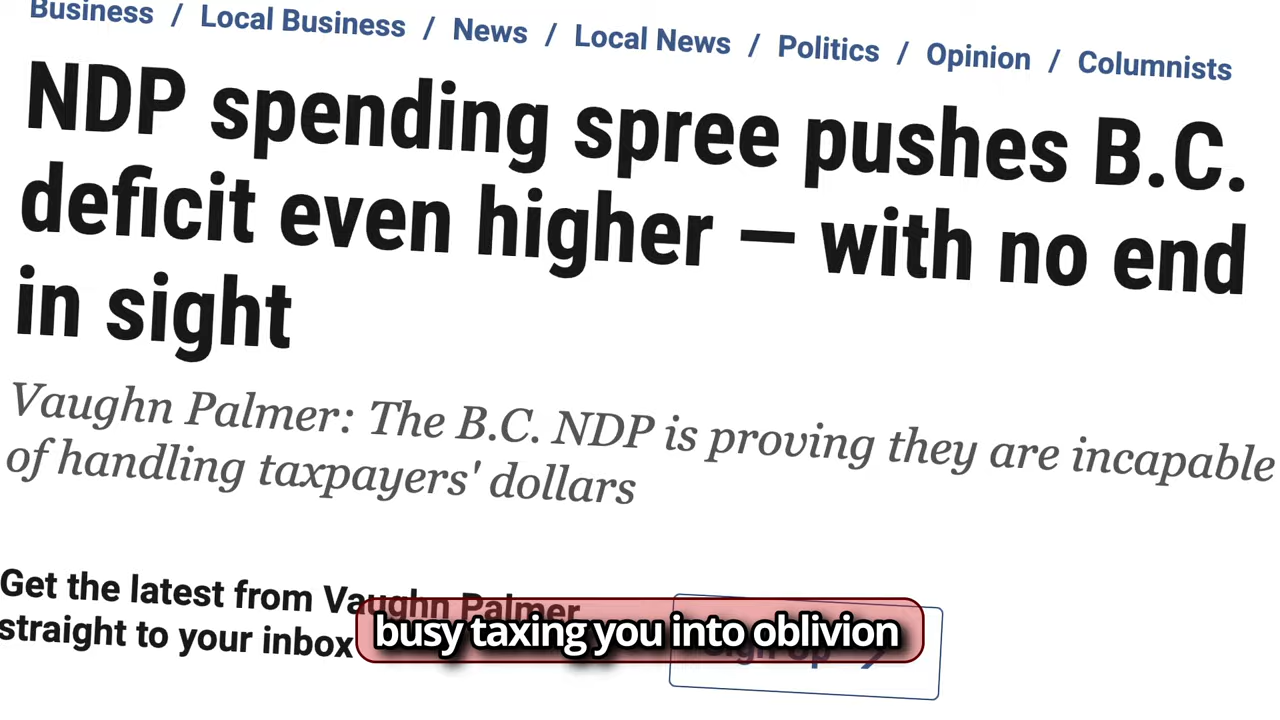 Business / Local Business / News / Local News / Politics / Opinion / Columnists
NDP spending spree pushes B.C.
deficit even higher — with no end
in sight
Vaughn Palmer: The B.C. NDP is proving they are incapable
of handling taxpayers' dollars
Get the latest from Vaughn Palmer
straight to your inbox
Sign Up
busy taxing you into oblivion